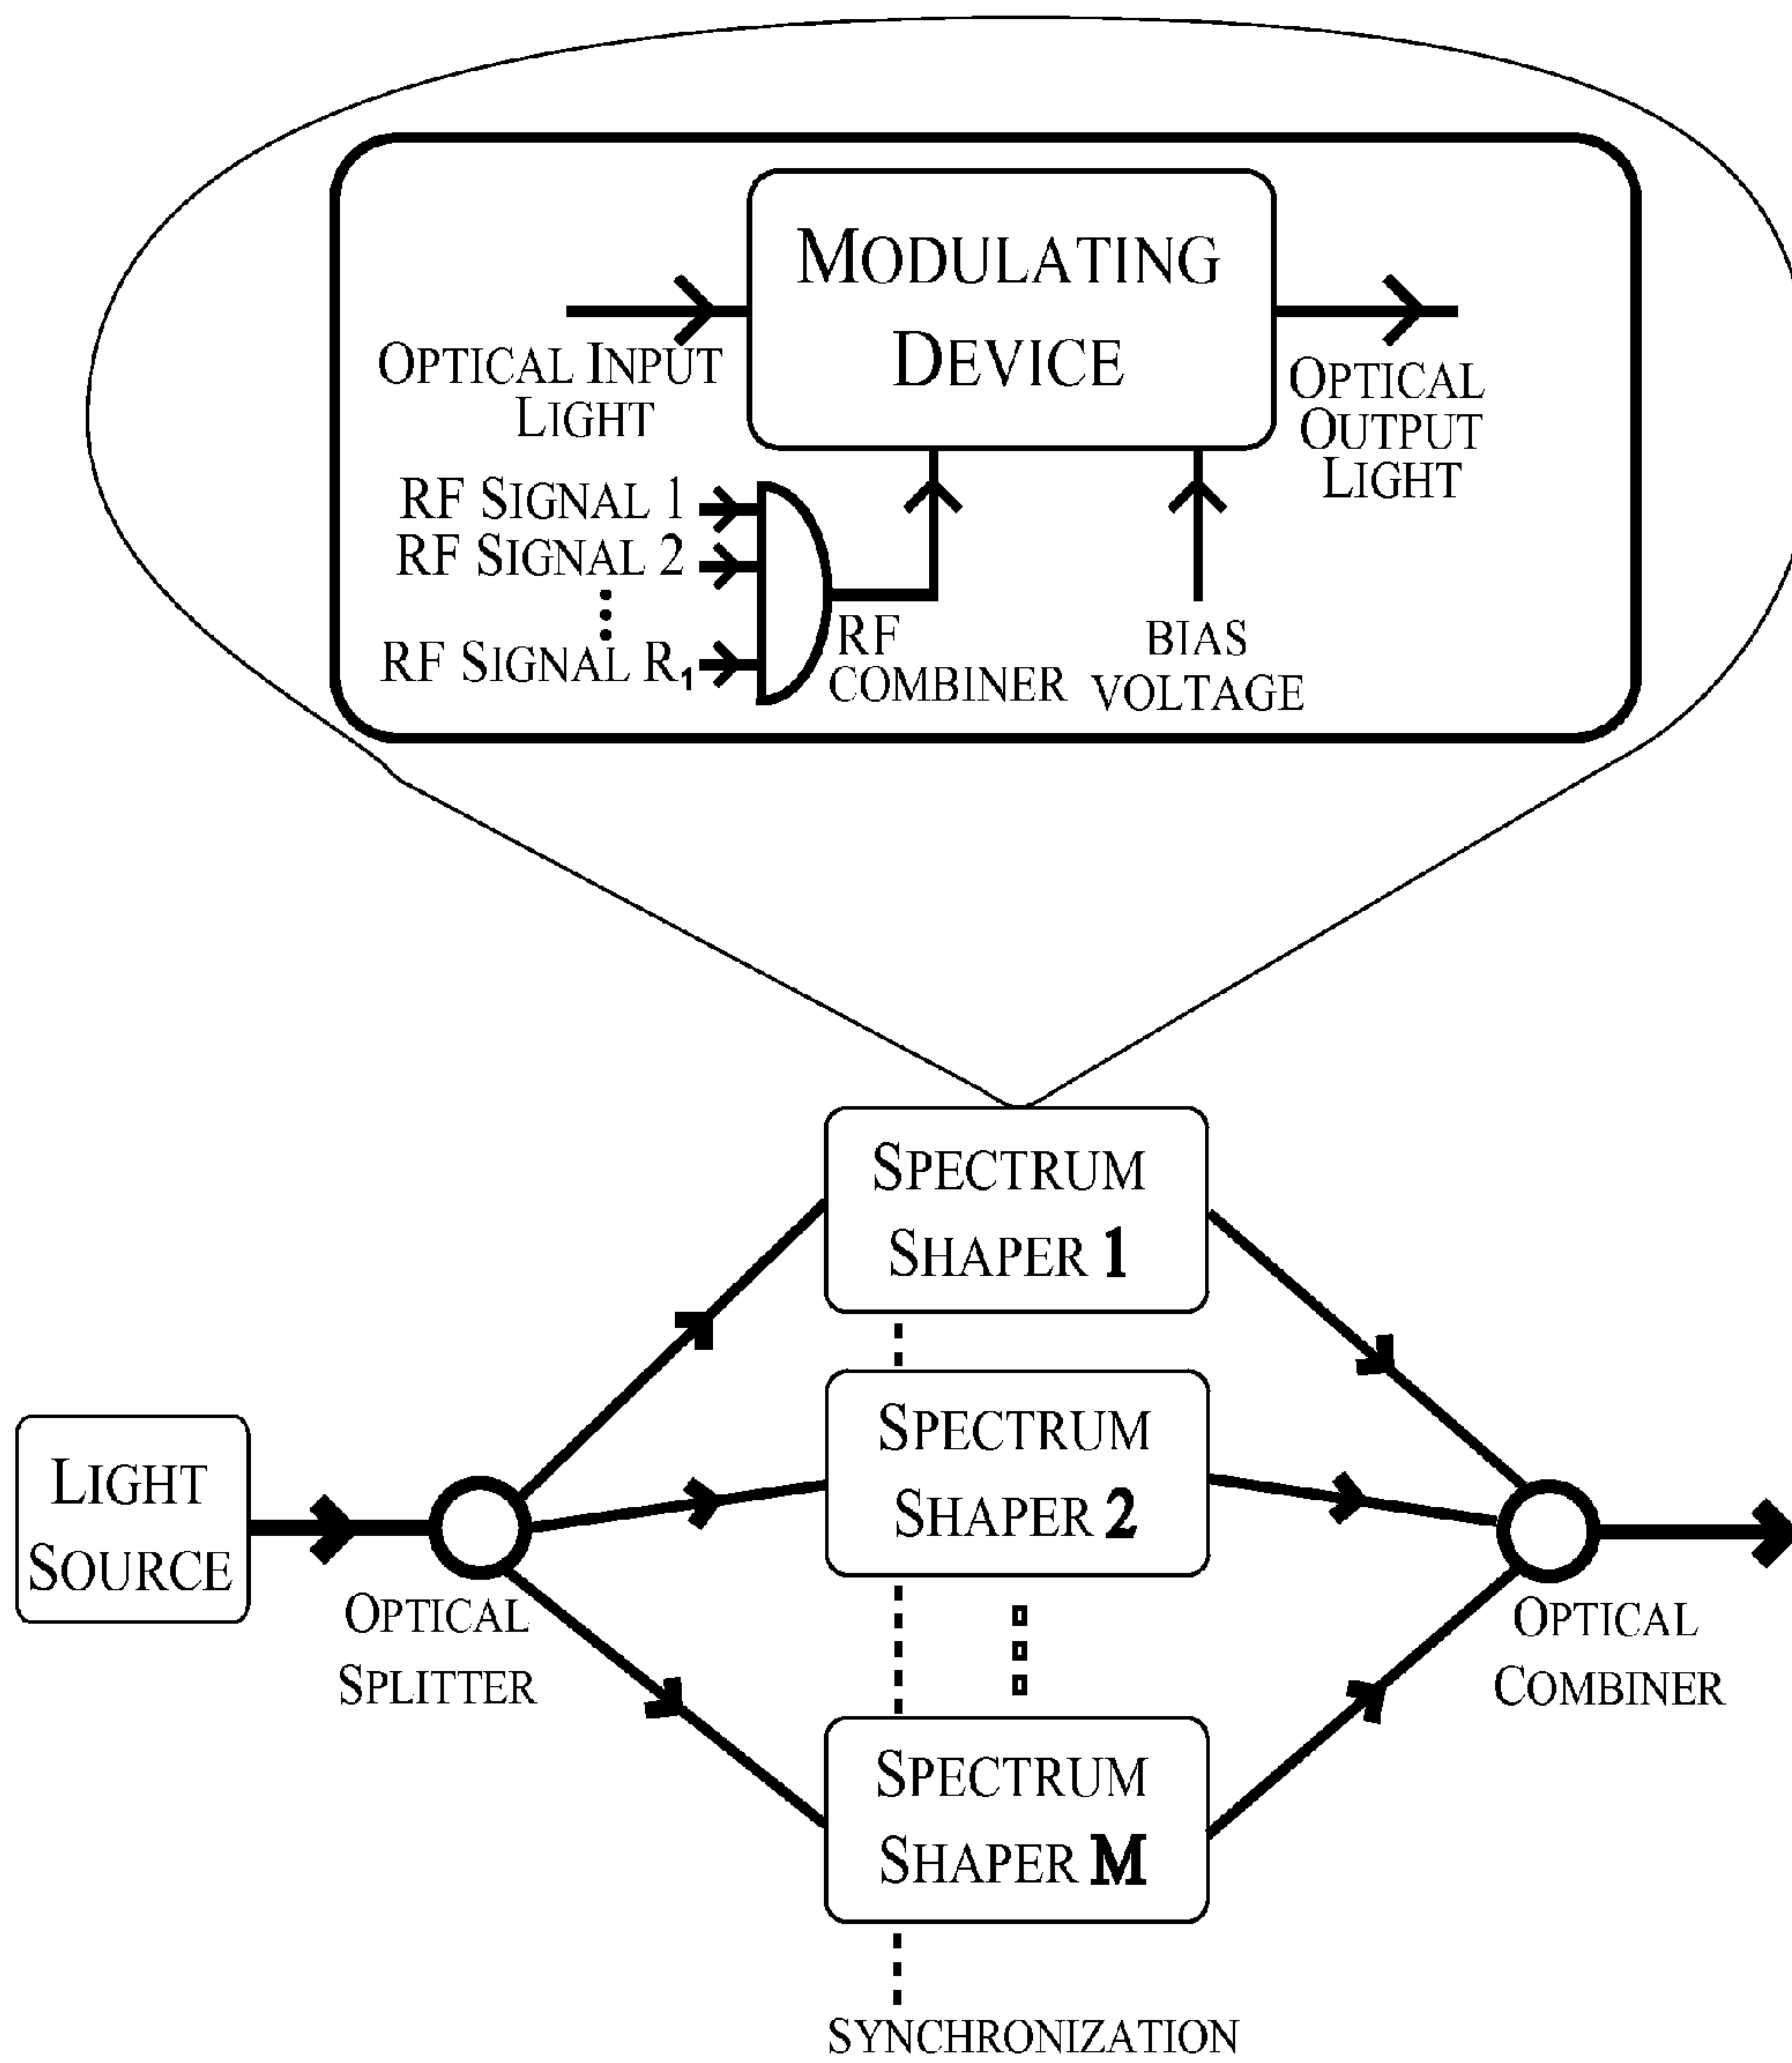 MODULATING
DEVICE
OPTICAL INPUT
LIGHT
OPTICAL
OUTPUT
LIGHT
RF SIGNAL 1
RF SIGNAL 2
RF SIGNAL R₁
RF
COMBINER
BIAS
VOLTAGE
SPECTRUM
SHAPER 1
SPECTRUM
SHAPER 2
LIGHT
SOURCE
OPTICAL
SPLITTER
OPTICAL
COMBINER
SPECTRUM
SHAPER M
SYNCHRONIZATION